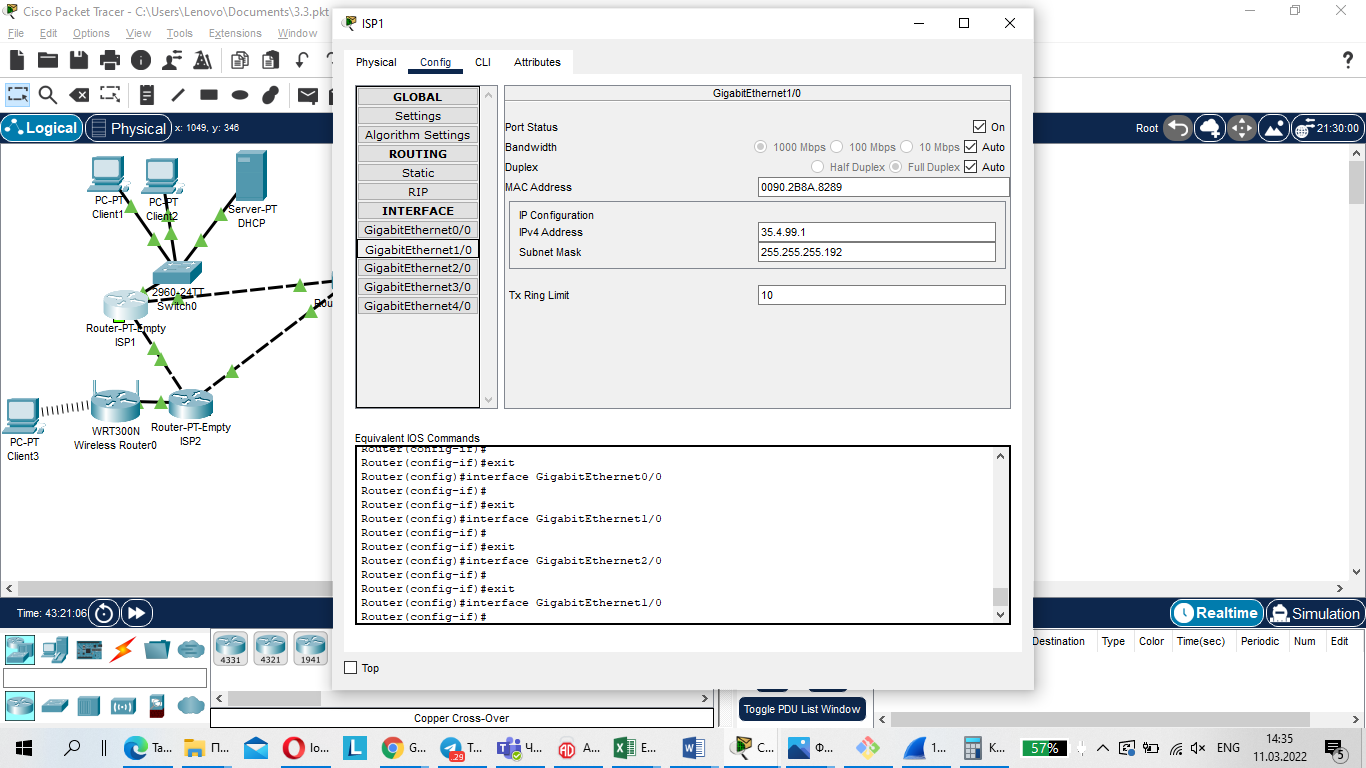 Cisco Packet Tracer - C:\Users\Lenovo\Documents\3.3.pkt
File Edit Options View Tools Extensions Window
Logical
Physical
x: 1049, y: 346
Root
21:30:00
PC-PT
Client1
PC-PT
Client2
Server-PT
DHCP
2960-24TT
Switch0
Router-PT-Empty
ISP1
PC-PT
Client3
WRT300N
Wireless Router0
Router-PT-Empty
ISP2
ISP1
Physical Config CLI Attributes
GLOBAL
Settings
Algorithm Settings
ROUTING
Static
RIP
INTERFACE
GigabitEthernet0/0
GigabitEthernet1/0
GigabitEthernet2/0
GigabitEthernet3/0
GigabitEthernet4/0
GigabitEthernet1/0
Port Status On
Bandwidth 1000 Mbps 100 Mbps 10 Mbps Auto
Duplex Half Duplex Full Duplex Auto
MAC Address 0090.2B8A.8289
IP Configuration
IPv4 Address 35.4.99.1
Subnet Mask 255.255.255.192
Tx Ring Limit 10
Equivalent IOS Commands
Router(config-if)#
Router(config-if)#exit
Router(config)#interface GigabitEthernet0/0
Router(config-if)#
Router(config-if)#exit
Router(config)#interface GigabitEthernet1/0
Router(config-if)#
Router(config-if)#exit
Router(config)#interface GigabitEthernet2/0
Router(config-if)#
Router(config-if)#exit
Router(config)#interface GigabitEthernet1/0
Router(config-if)#
Top
Time: 43:21:06
Realtime
Simulation
4331 4321 1941
Copper Cross-Over
Destination Type Color Time(sec) Periodic Num Edit
Toggle PDU List Window
Ta... П... Io... G... T... Ч... A... E... C... Ф... 1... К...
29
57%
ENG
14:35
11.03.2022
5